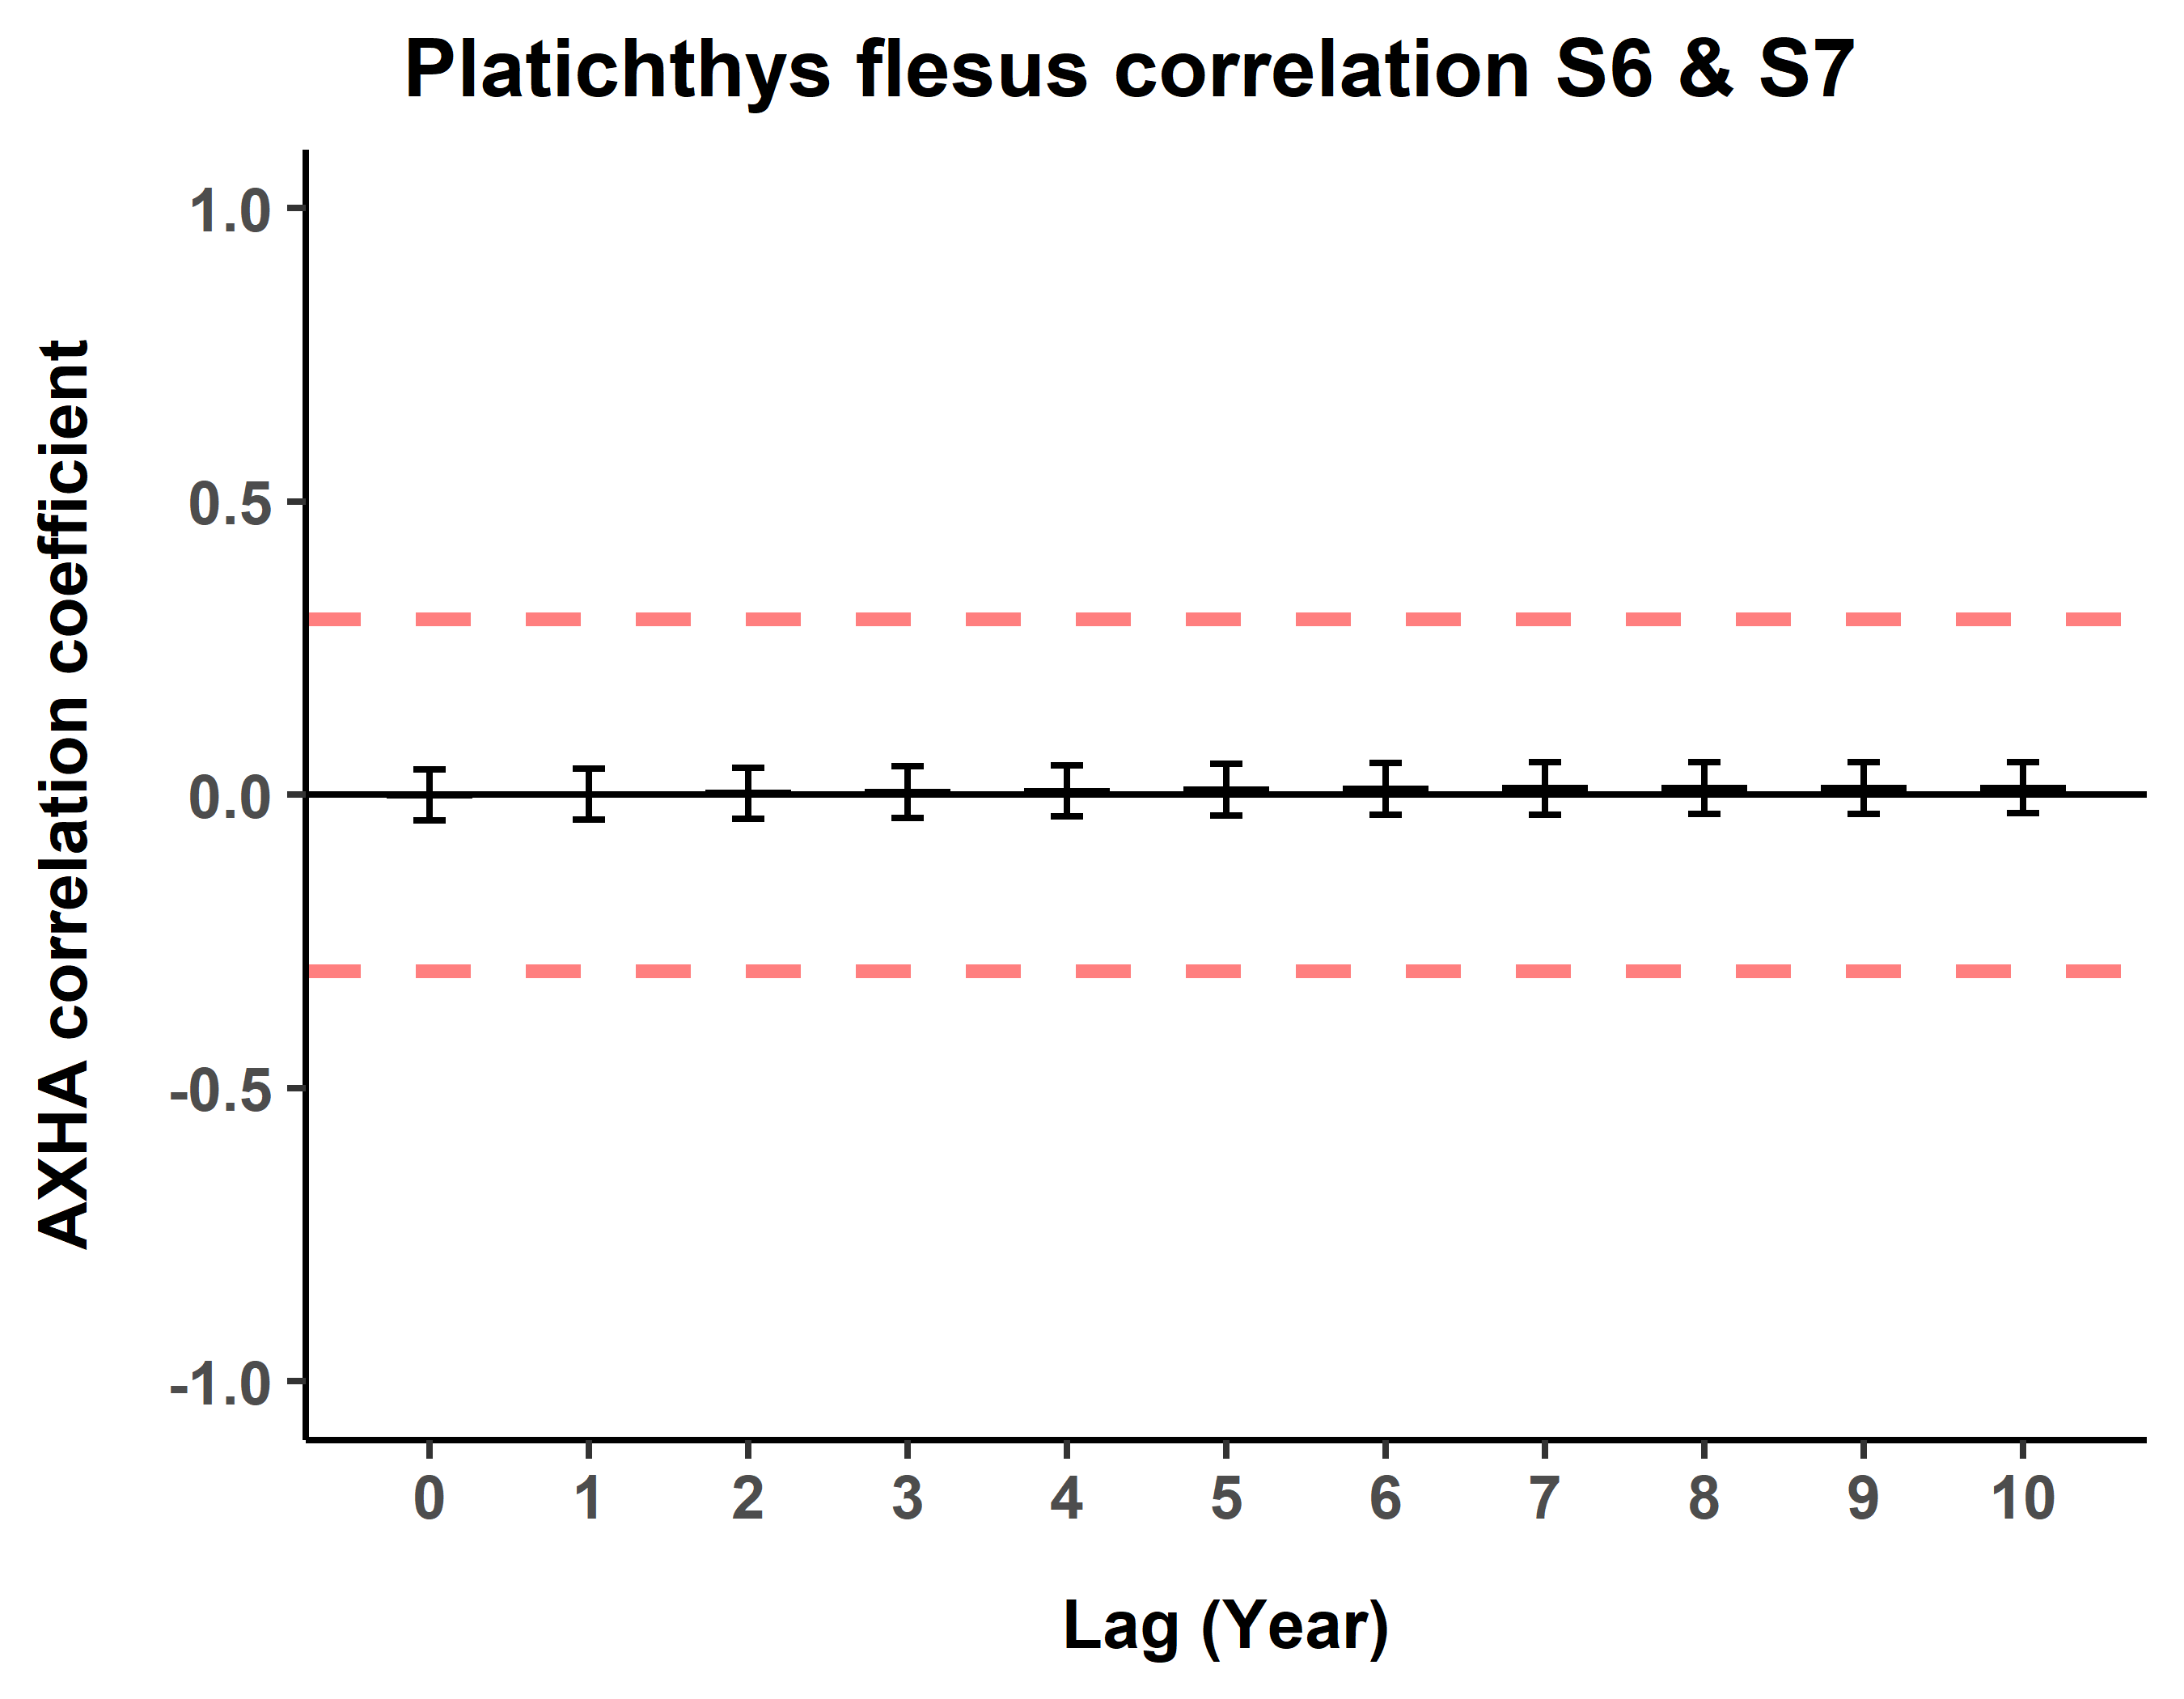 Platichthys flesus correlation S6 & S7
AXHA correlation coefficient
1.0
0.5
0.0
-0.5
-1.0
0 1 2 3 4 5 6 7 8 9 10
Lag (Year)